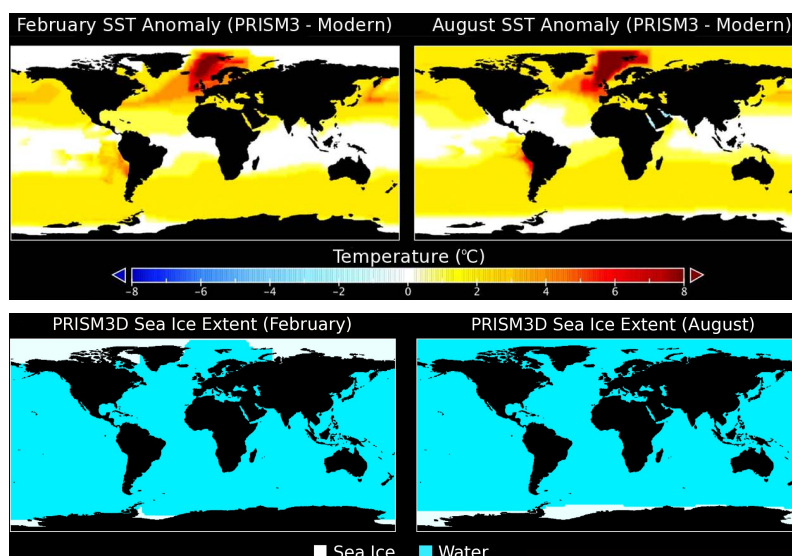 February SST Anomaly (PRISM3 - Modern)
August SST Anomaly (PRISM3 - Modern)
Temperature (°C)
-8 -6 -4 -2 0 2 4 6 8
PRISM3D Sea Ice Extent (February)
PRISM3D Sea Ice Extent (August)
Sea Ice Water